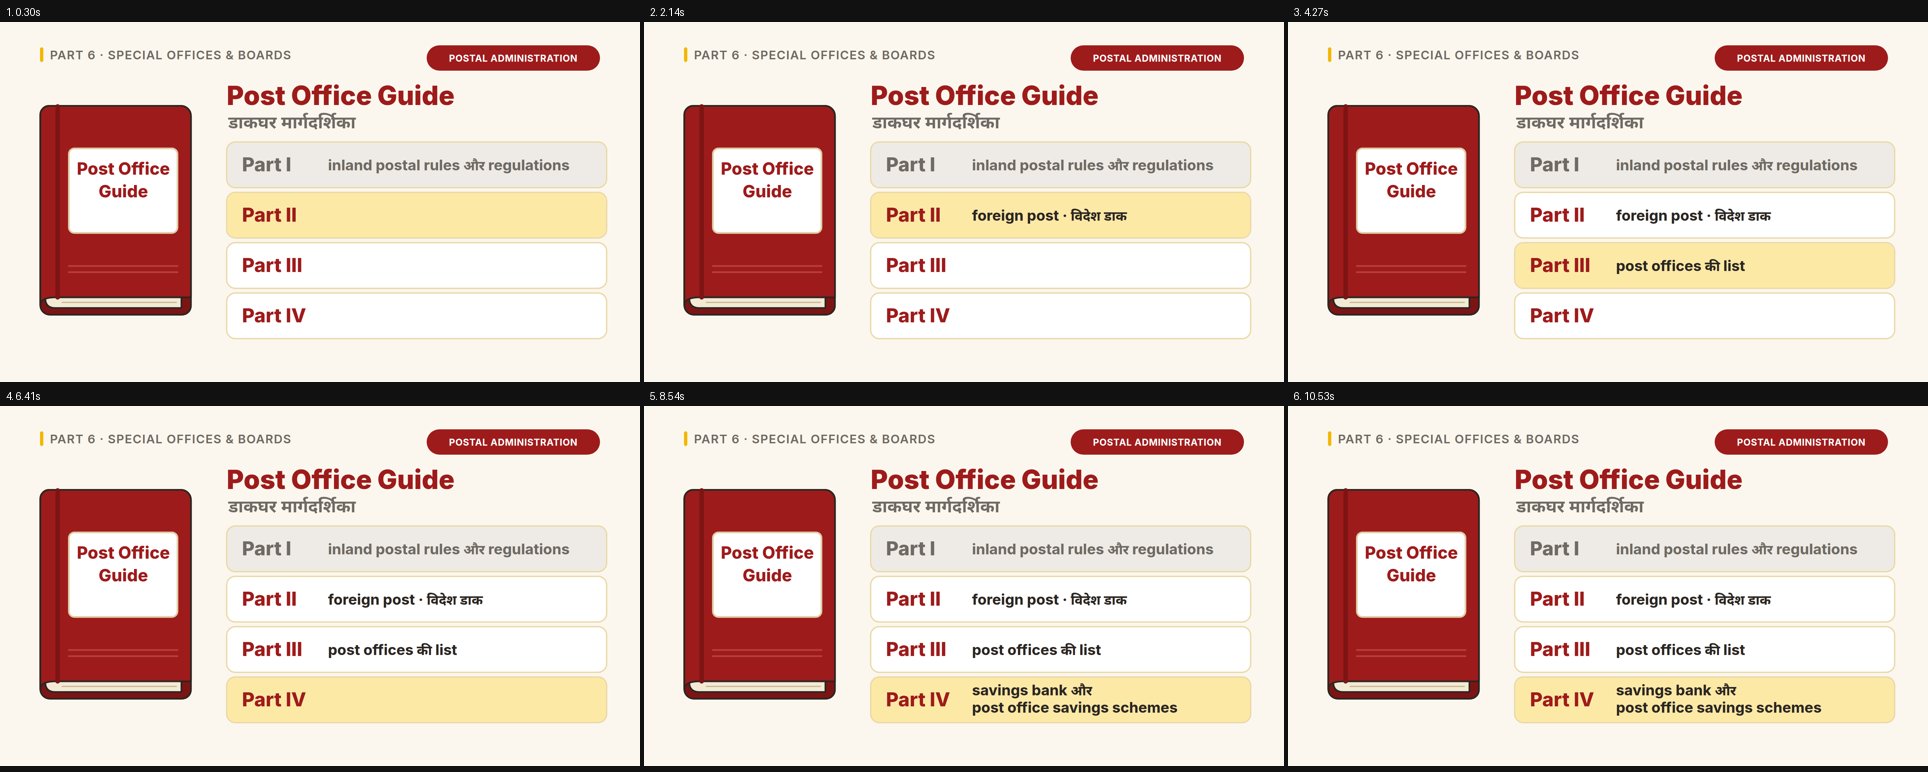 1. 0.30s
PART 6 · SPECIAL OFFICES & BOARDS
POSTAL ADMINISTRATION
Post Office Guide
डाकघर मार्गदर्शिका
Post Office
Guide
Part I inland postal rules और regulations
Part II
Part III
Part IV
2. 2.14s
PART 6 · SPECIAL OFFICES & BOARDS
POSTAL ADMINISTRATION
Post Office Guide
डाकघर मार्गदर्शिका
Post Office
Guide
Part I inland postal rules और regulations
Part II foreign post · विदेश डाक
Part III
Part IV
3. 4.27s
PART 6 · SPECIAL OFFICES & BOARDS
POSTAL ADMINISTRATION
Post Office Guide
डाकघर मार्गदर्शिका
Post Office
Guide
Part I inland postal rules और regulations
Part II foreign post · विदेश डाक
Part III post offices की list
Part IV
4. 6.41s
PART 6 · SPECIAL OFFICES & BOARDS
POSTAL ADMINISTRATION
Post Office Guide
डाकघर मार्गदर्शिका
Post Office
Guide
Part I inland postal rules और regulations
Part II foreign post · विदेश डाक
Part III post offices की list
Part IV
5. 8.54s
PART 6 · SPECIAL OFFICES & BOARDS
POSTAL ADMINISTRATION
Post Office Guide
डाकघर मार्गदर्शिका
Post Office
Guide
Part I inland postal rules और regulations
Part II foreign post · विदेश डाक
Part III post offices की list
Part IV savings bank और
post office savings schemes
6. 10.53s
PART 6 · SPECIAL OFFICES & BOARDS
POSTAL ADMINISTRATION
Post Office Guide
डाकघर मार्गदर्शिका
Post Office
Guide
Part I inland postal rules और regulations
Part II foreign post · विदेश डाक
Part III post offices की list
Part IV savings bank और
post office savings schemes